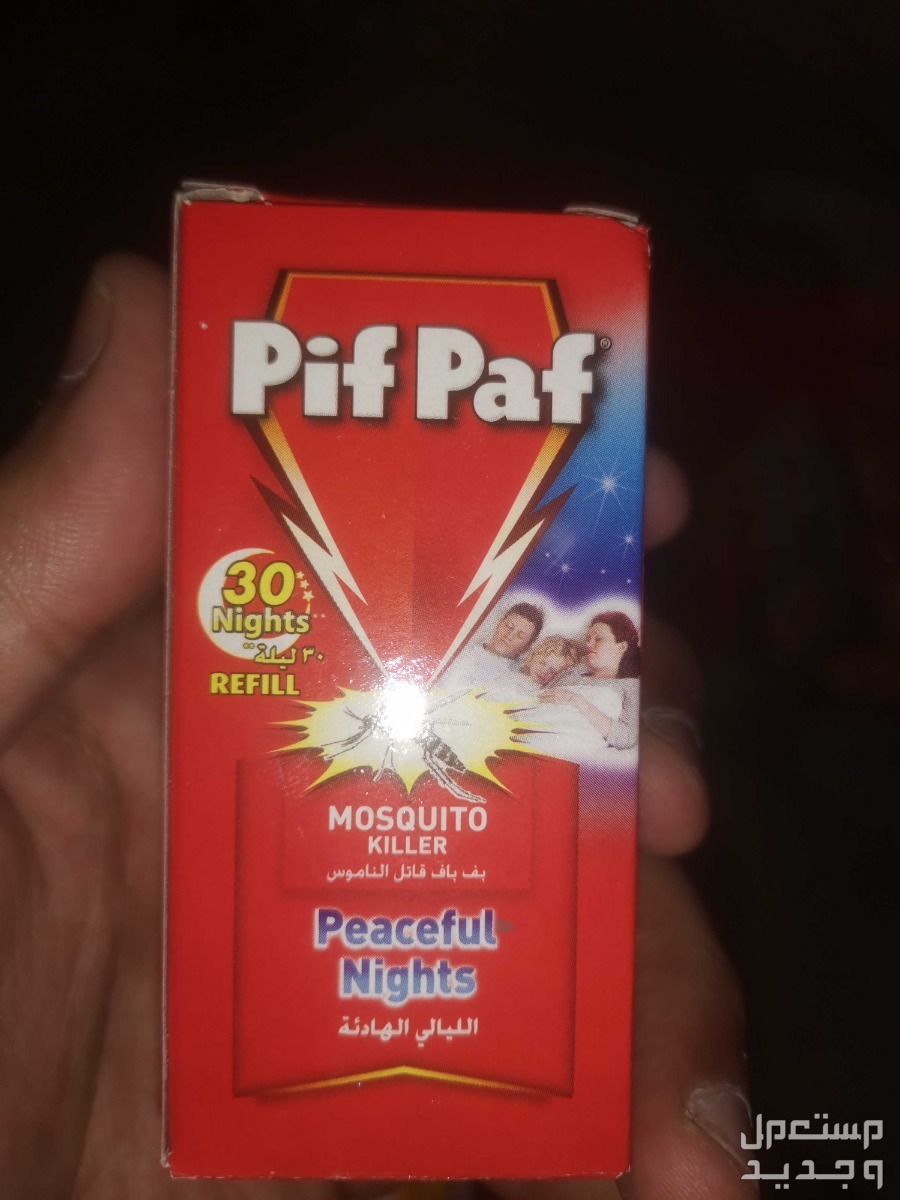 Pif Paf®
30
Nights**
٣٠ ليلة**
REFILL
MOSQUITO
KILLER
بف باف قاتل الناموس
Peaceful
Nights
الليالي الهادئة
مستعمل
وجديد